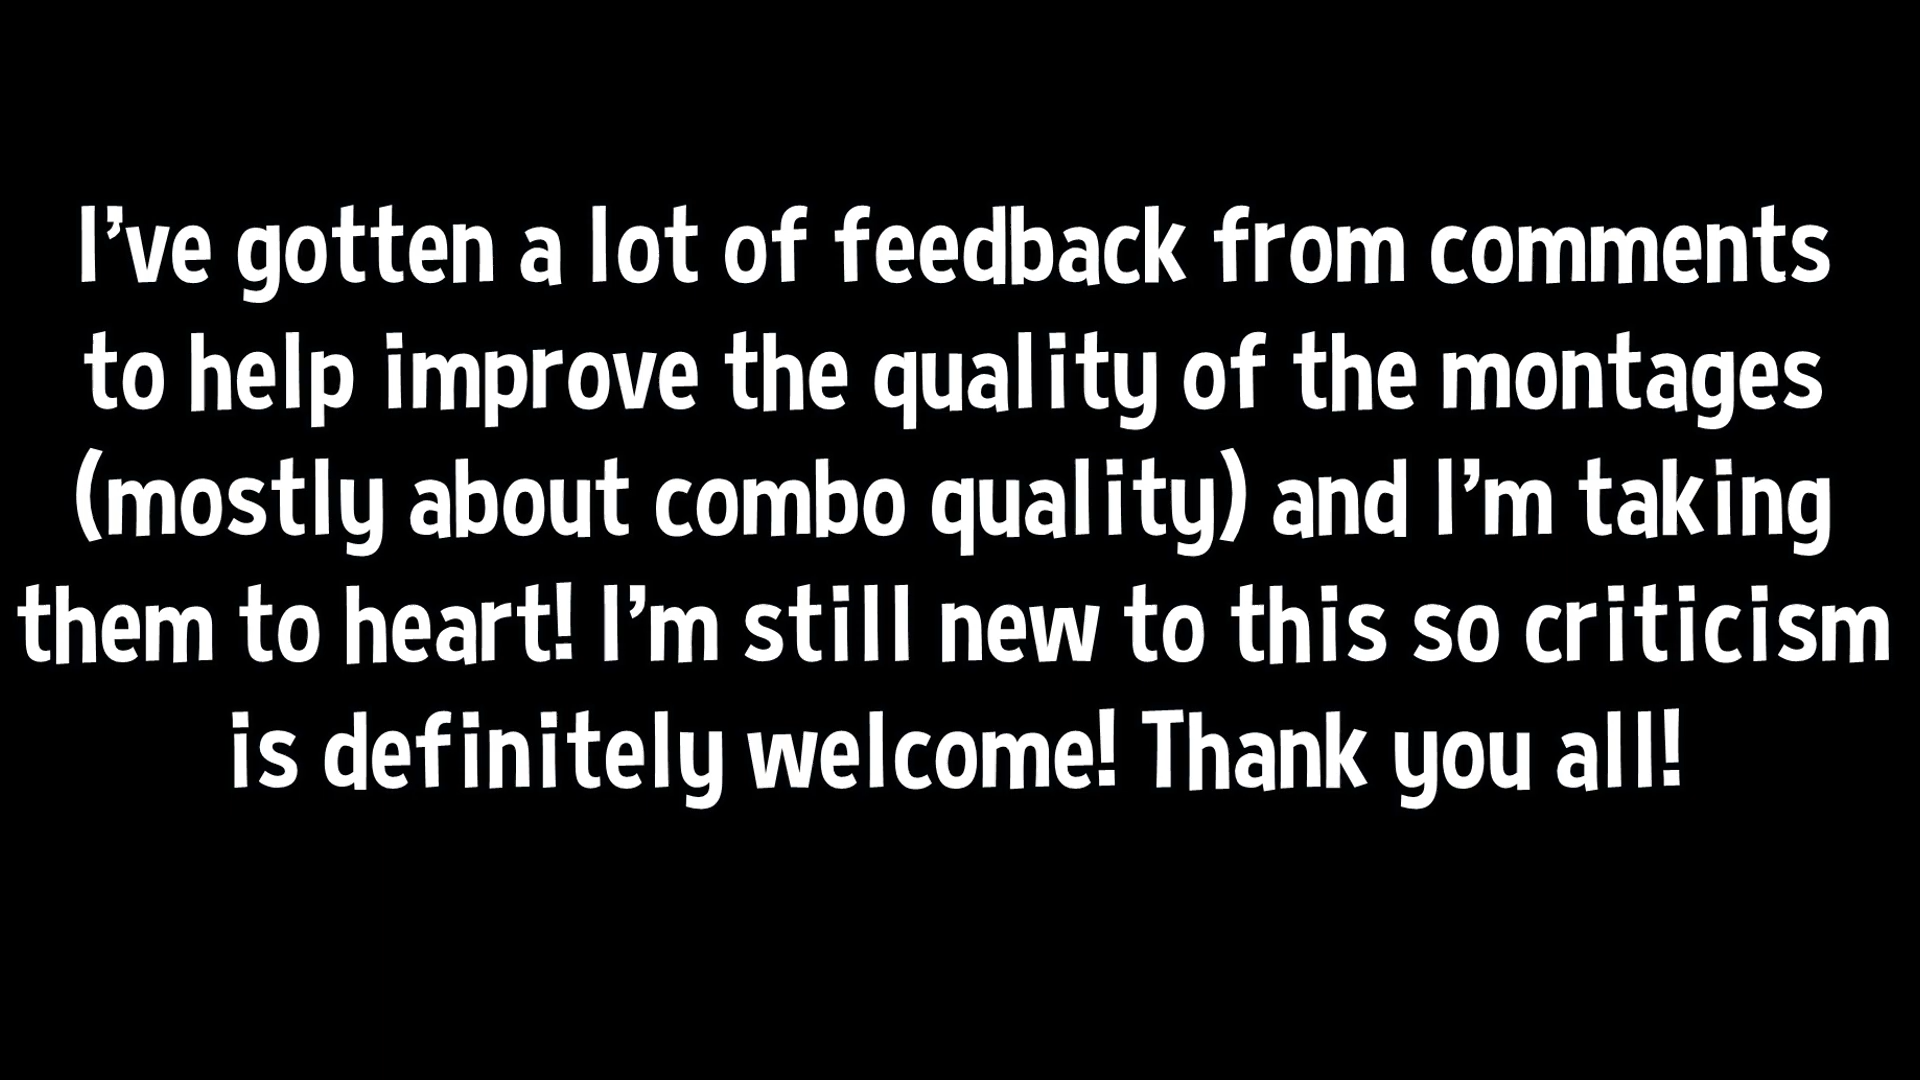 I've gotten a lot of feedback from comments
to help improve the quality of the montages
(mostly about combo quality) and I'm taking
them to heart! I'm still new to this so criticism
is definitely welcome! Thank you all!